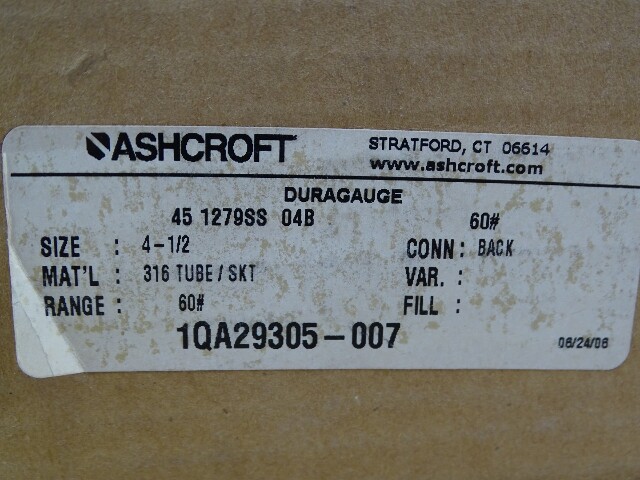 ASHCROFT STRATFORD, CT 06614
www.ashcroft.com
DURAGAUGE
45 1279SS 04B 60#
SIZE : 4-1/2 CONN: BACK
MAT'L : 316 TUBE / SKT VAR. :
RANGE : 60# FILL :
1QA29305-007
06/24/06